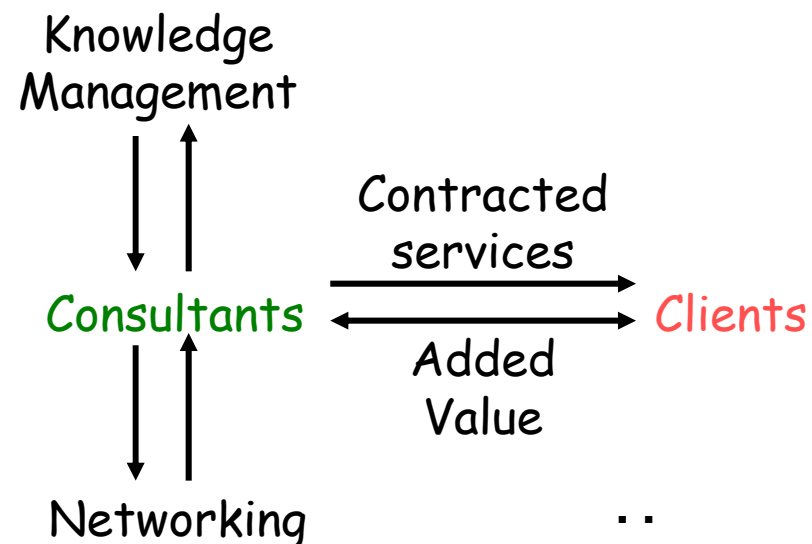 Knowledge
Management
Contracted
services
Consultants
Clients
Added
Value
Networking
. .